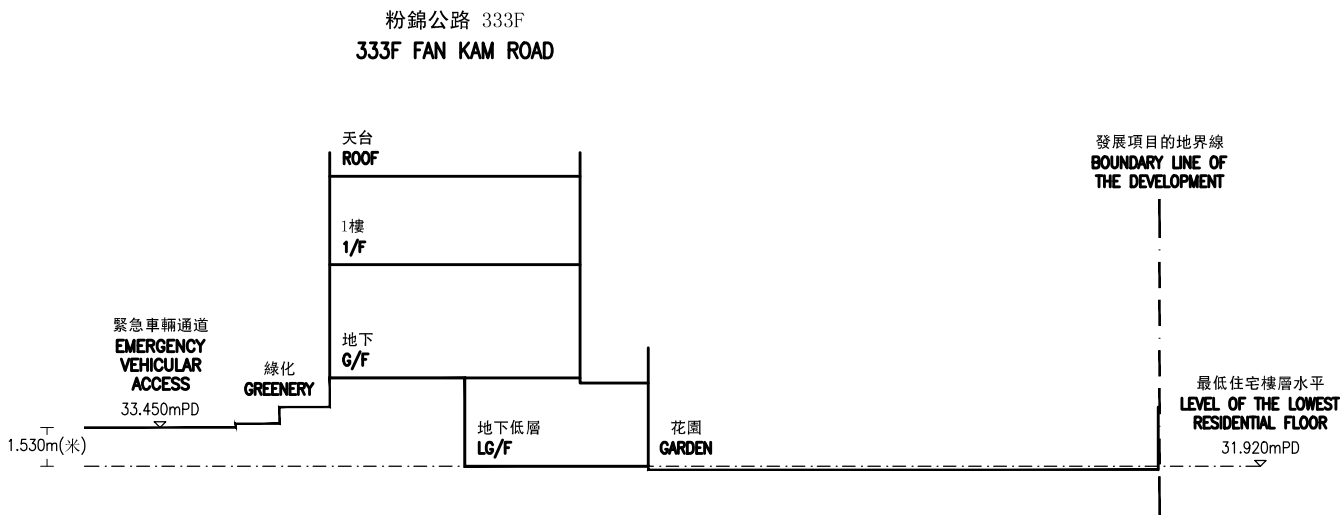 粉錦公路 333F
333F FAN KAM ROAD
天台
ROOF
發展項目的地界線
BOUNDARY LINE OF
THE DEVELOPMENT
1樓
1/F
緊急車輛通道
EMERGENCY
VEHICULAR
ACCESS
33.450mPD
綠化
GREENERY
地下
G/F
最低住宅樓層水平
LEVEL OF THE LOWEST
RESIDENTIAL FLOOR
31.920mPD
1.530m(米)
地下低層
LG/F
花園
GARDEN